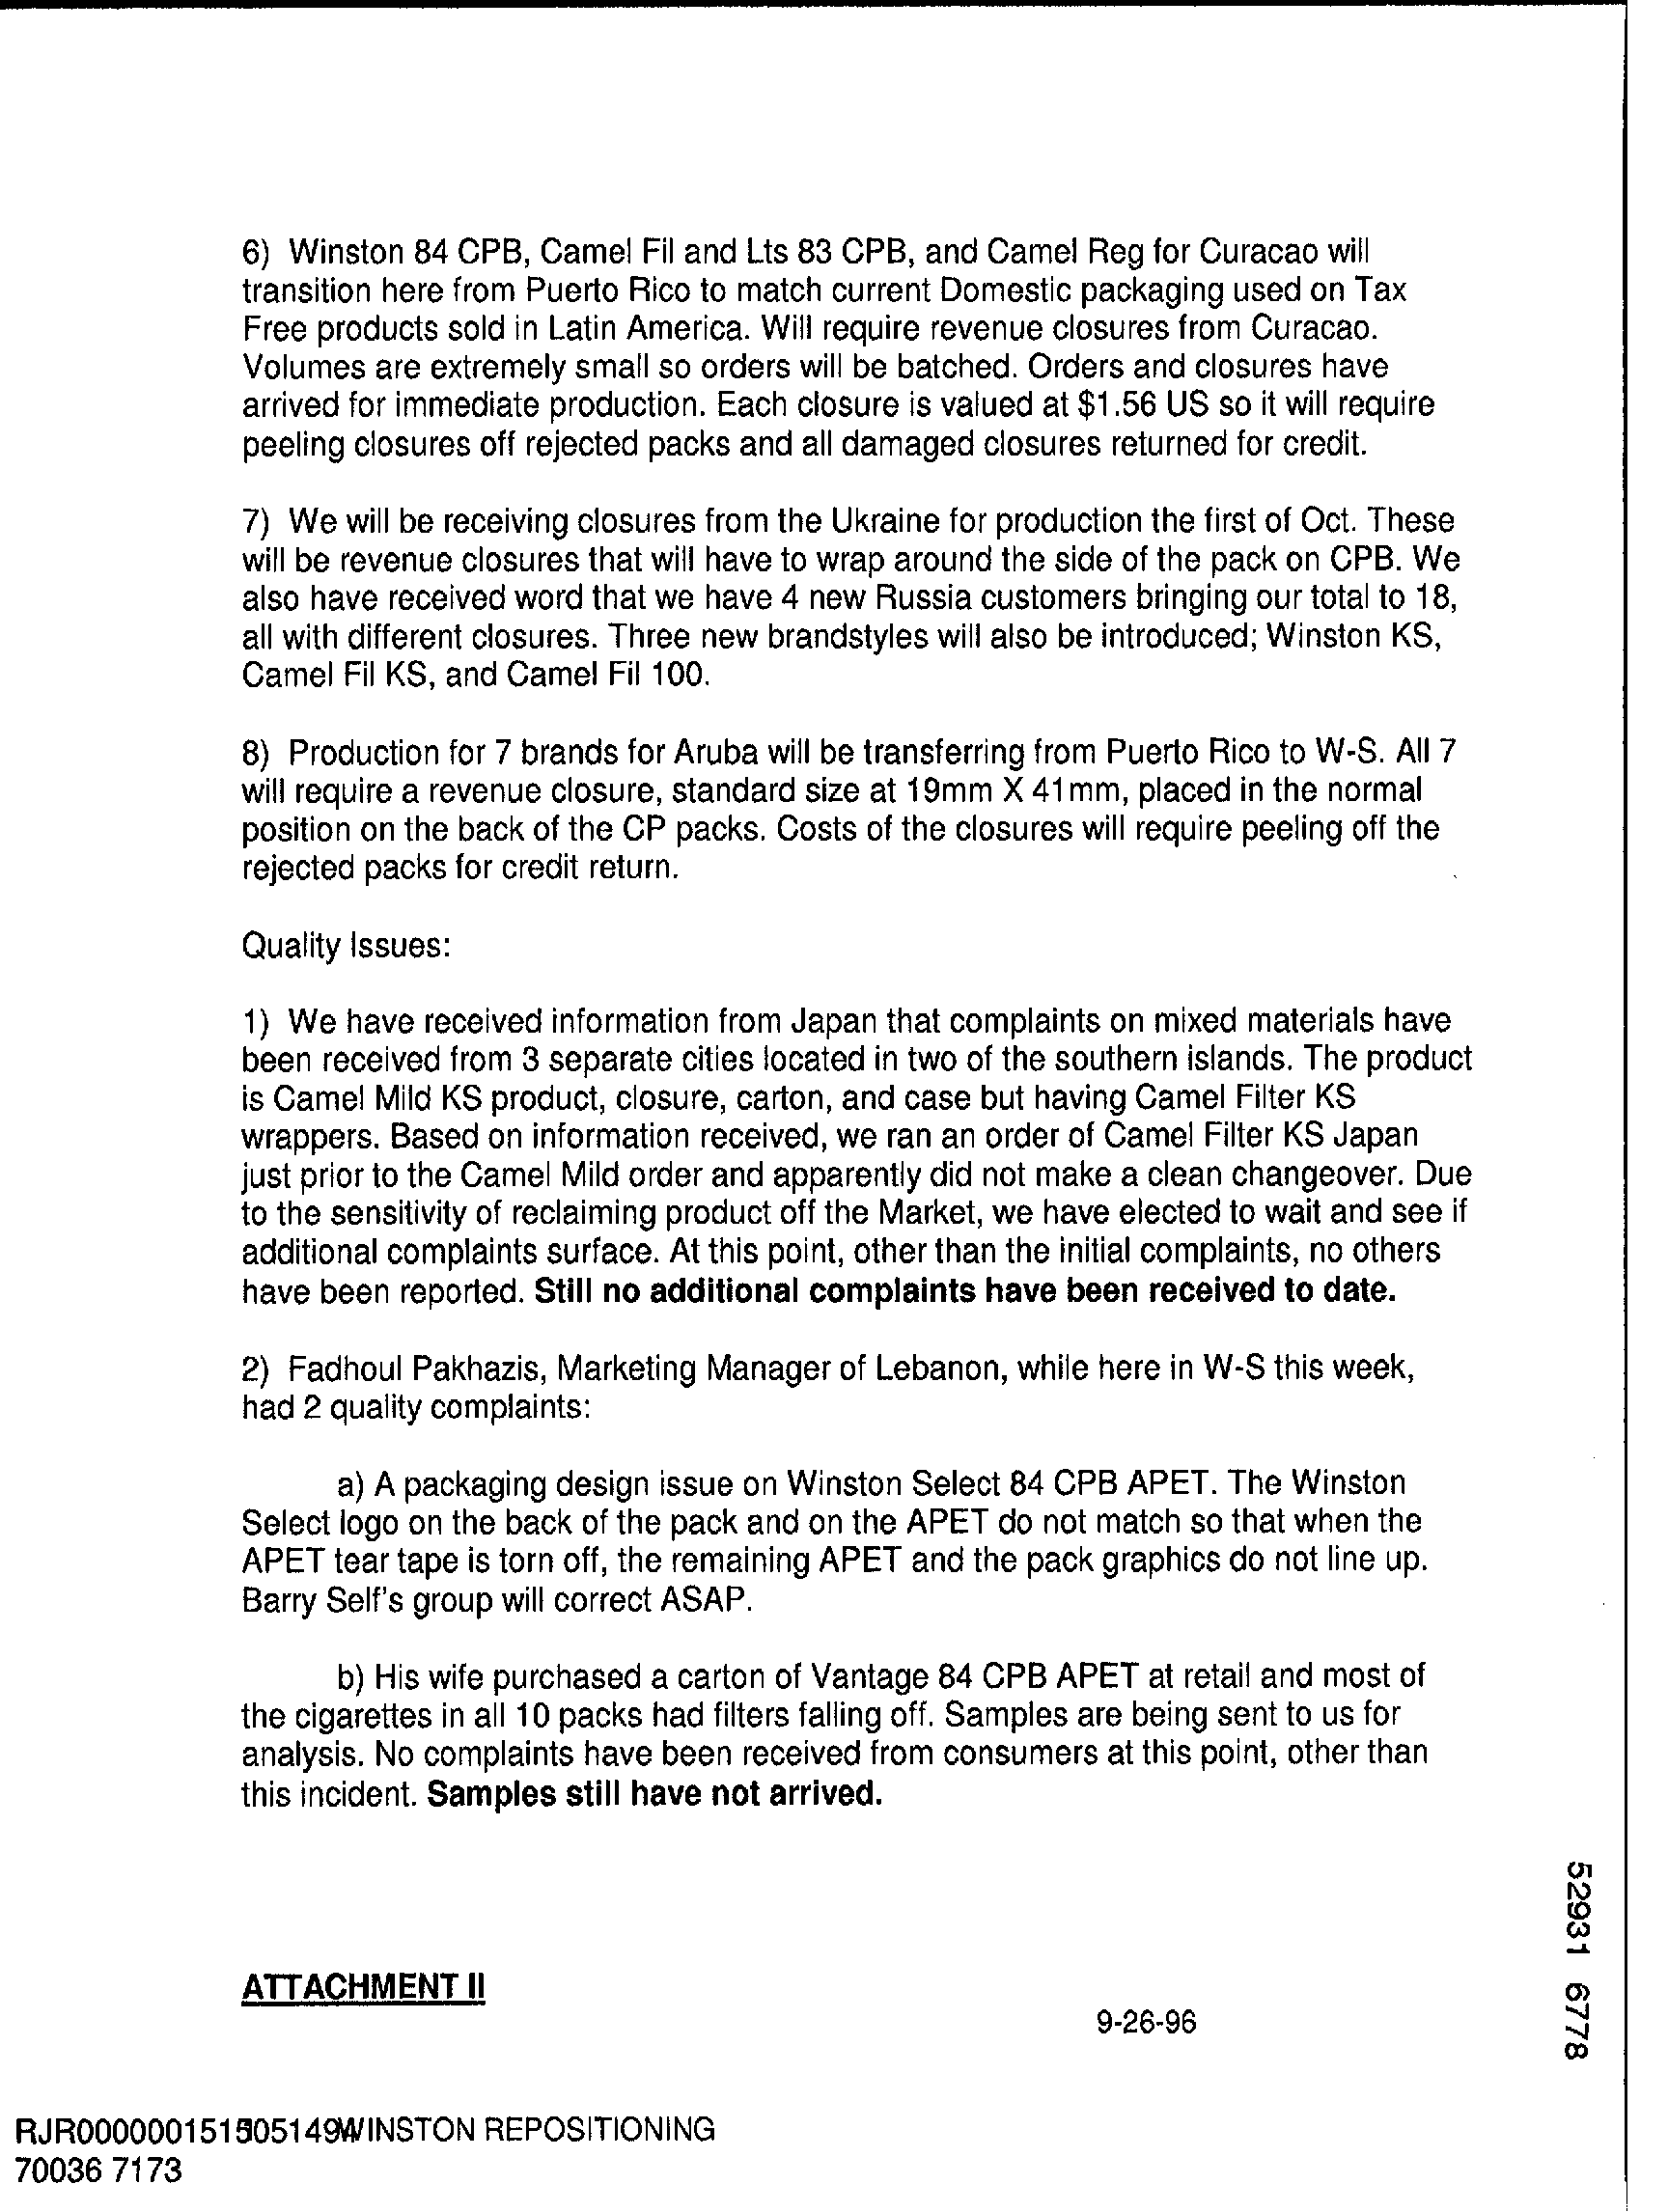 6) Winston 84 CPB, Camel Fil and Lts 83 CPB, and Camel Reg for Curacao will
transition here from Puerto Rico to match current Domestic packaging used on Tax
Free products sold in Latin America. Will require revenue closures from Curacao.
Volumes are extremely small so orders will be batched. Orders and closures have
arrived for immediate production. Each closure is valued at $1.56 US so it will require
peeling closures off rejected packs and all damaged closures returned for credit.
7) We will be receiving closures from the Ukraine for production the first of Oct. These
will be revenue closures that will have to wrap around the side of the pack on CPB. We
also have received word that we have 4 new Russia customers bringing our total to 18,
all with different closures. Three new brandstyles will also be introduced; Winston KS,
Camel Fil KS, and Camel Fil 100.
8) Production for 7 brands for Aruba will be transferring from Puerto Rico to W-S. All 7
will require a revenue closure, standard size at 19mm X 41mm, placed in the normal
position on the back of the CP packs. Costs of the closures will require peeling off the
rejected packs for credit return.
Quality Issues:
1) We have received information from Japan that complaints on mixed materials have
been received from 3 separate cities located in two of the southern islands. The product
is Camel Mild KS product, closure, carton, and case but having Camel Filter KS
wrappers. Based on information received, we ran an order of Camel Filter KS Japan
just prior to the Camel Mild order and apparently did not make a clean changeover. Due
to the sensitivity of reclaiming product off the Market, we have elected to wait and see if
additional complaints surface. At this point, other than the initial complaints, no others
have been reported. Still no additional complaints have been received to date.
2) Fadhoul Pakhazis, Marketing Manager of Lebanon, while here in W-S this week,
had 2 quality complaints:
a) A packaging design issue on Winston Select 84 CPB APET. The Winston
Select logo on the back of the pack and on the APET do not match so that when the
APET tear tape is torn off, the remaining APET and the pack graphics do not line up.
Barry Self's group will correct ASAP.
b) His wife purchased a carton of Vantage 84 CPB APET at retail and most of
the cigarettes in all 10 packs had filters falling off. Samples are being sent to us for
analysis. No complaints have been received from consumers at this point, other than
this incident. Samples still have not arrived.
52931 6778
ATTACHMENT II
9-26-96
WINSTON REPOSITIONING
70036 7173